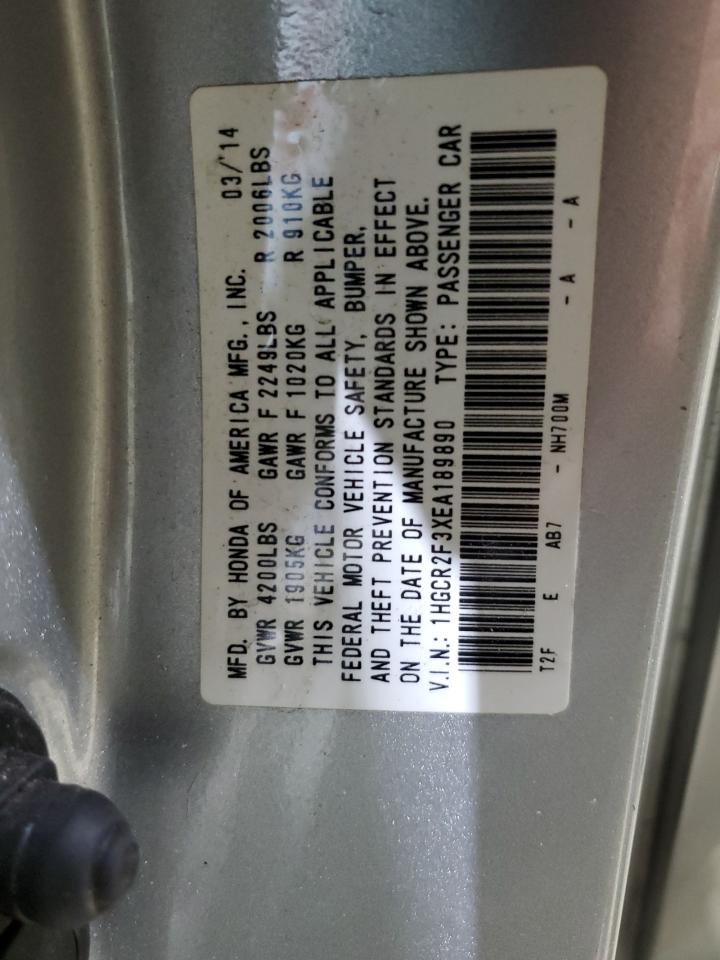 MFD. BY HONDA OF AMERICA MFG., INC. 03/'14
GVWR 4200LBS GAWR F 2249LBS R 2006LBS
GVWR 1905KG GAWR F 1020KG R 910KG
THIS VEHICLE CONFORMS TO ALL APPLICABLE
FEDERAL MOTOR VEHICLE SAFETY, BUMPER,
AND THEFT PREVENTION STANDARDS IN EFFECT
ON THE DATE OF MANUFACTURE SHOWN ABOVE.
V.I.N.: 1HGCR2F3XEA189890 TYPE: PASSENGER CAR
T2F E AB7 - NH700M - A - A